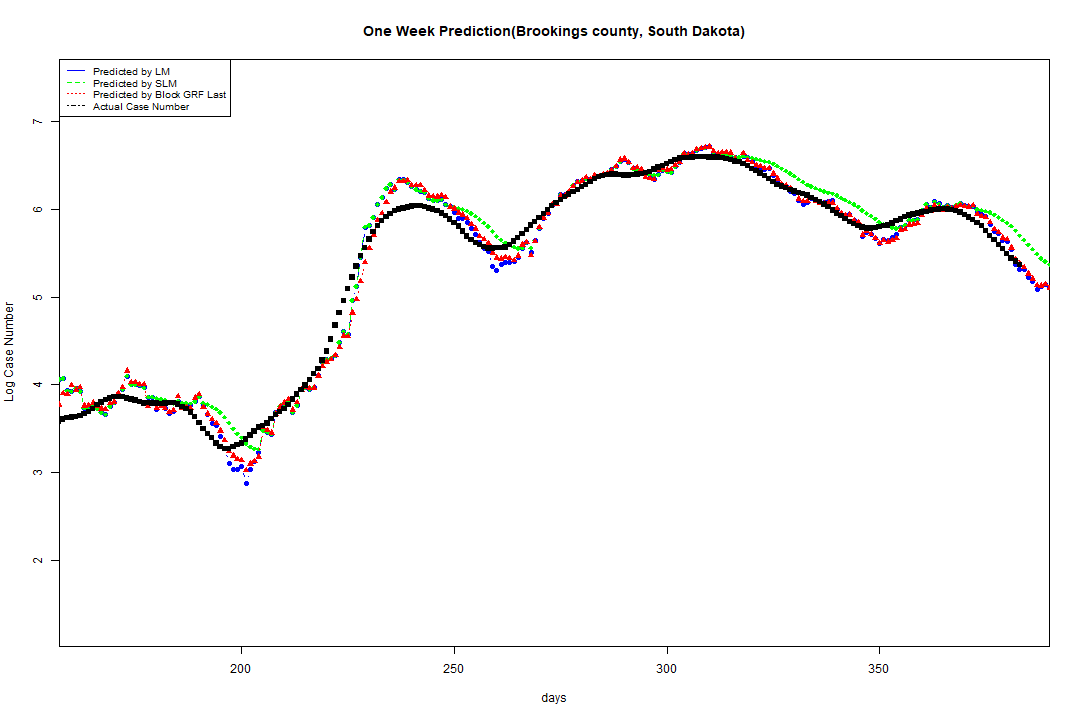 One Week Prediction(Brookings county, South Dakota)
Predicted by LM
Predicted by SLM
Predicted by Block GRF Last
Actual Case Number
7
6
5
4
3
2
Log Case Number
200 250 300 350
days